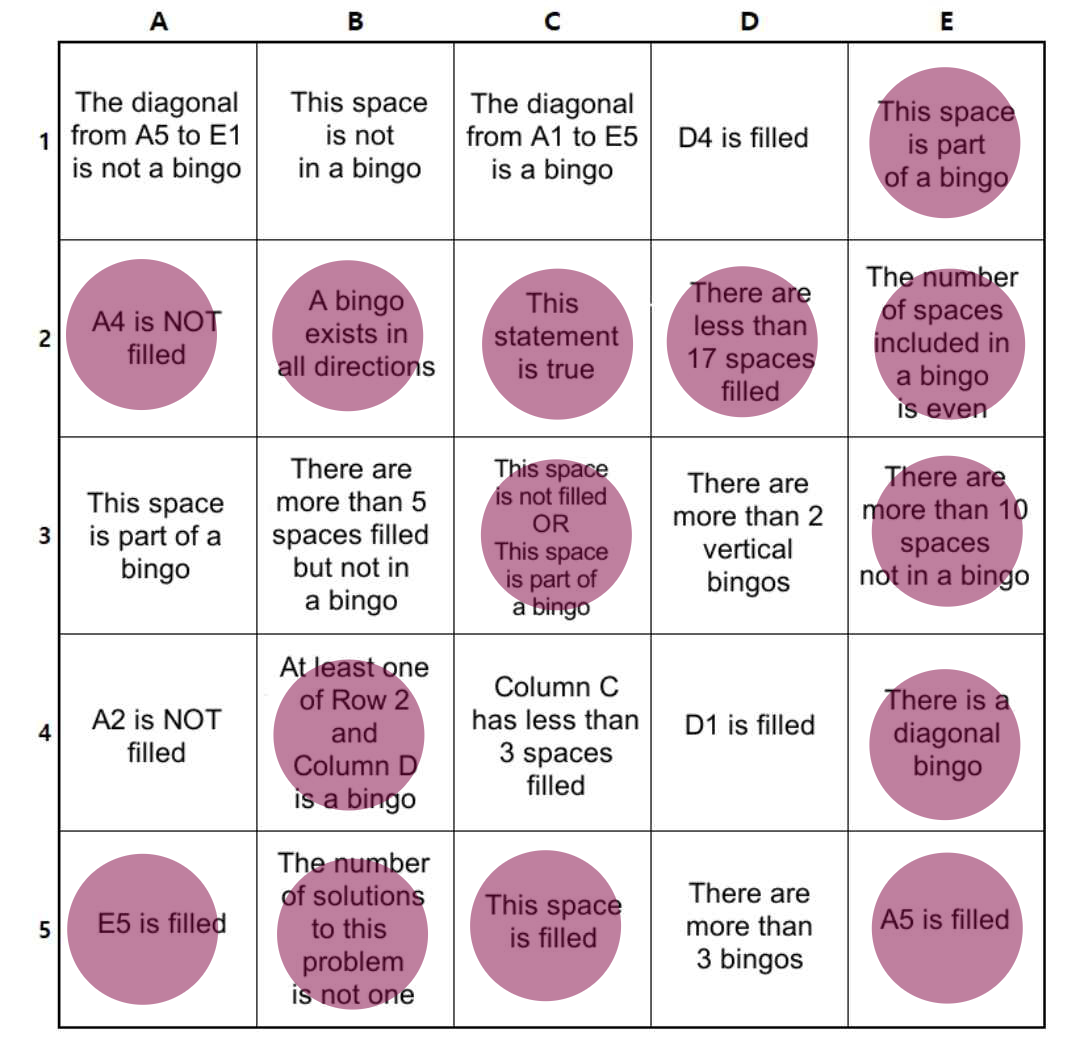 A B C D E
1
The diagonal
from A5 to E1
is not a bingo
This space
is not
in a bingo
The diagonal
from A1 to E5
is a bingo
D4 is filled
This space
is part
of a bingo
2
A4 is NOT
filled
A bingo
exists in
all directions
This
statement
is true
There are
less than
17 spaces
filled
The number
of spaces
included in
a bingo
is even
3
This space
is part of a
bingo
There are
more than 5
spaces filled
but not in
a bingo
This space
is not filled
OR
This space
is part of
a bingo
There are
more than 2
vertical
bingos
There are
more than 10
spaces
not in a bingo
4
A2 is NOT
filled
At least one
of Row 2
and
Column D
is a bingo
Column C
has less than
3 spaces
filled
D1 is filled
There is a
diagonal
bingo
5
E5 is filled
The number
of solutions
to this
problem
is not one
This space
is filled
There are
more than
3 bingos
A5 is filled